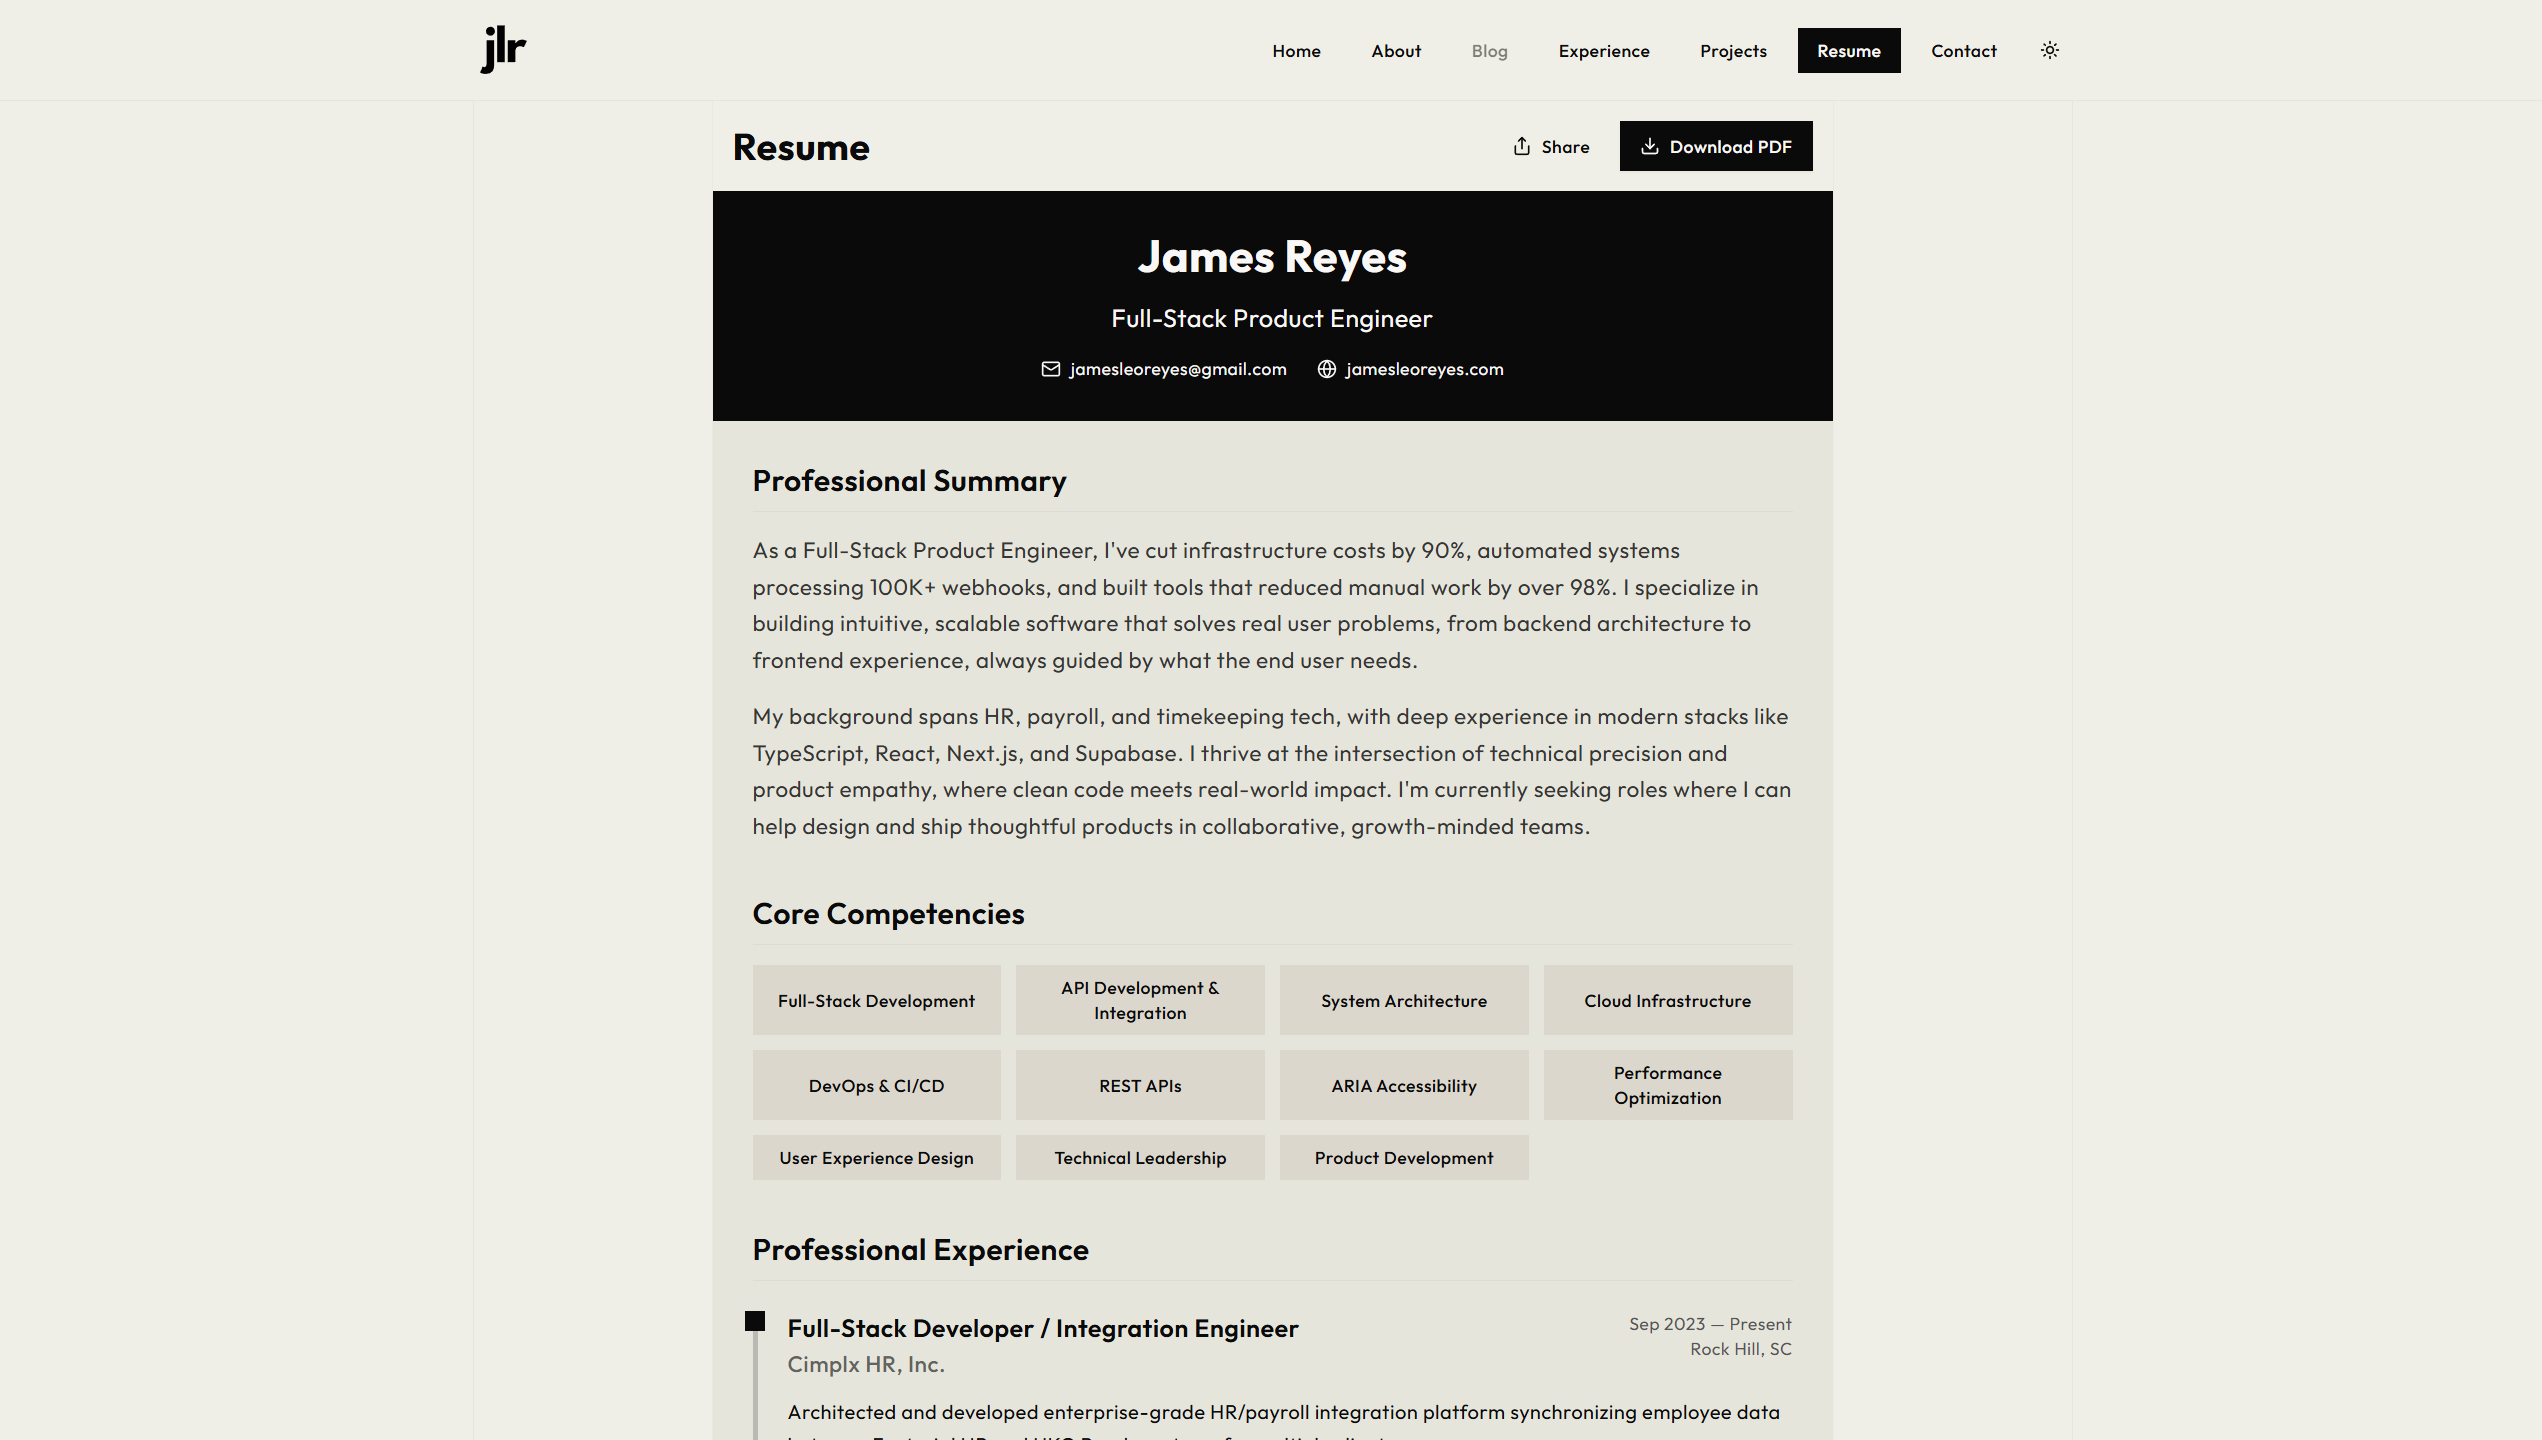 jlr
Home About Blog Experience Projects Resume Contact
Resume
Share
Download PDF
James Reyes
Full-Stack Product Engineer
jamesleoreyes@gmail.com jamesleoreyes.com
Professional Summary
As a Full-Stack Product Engineer, I've cut infrastructure costs by 90%, automated systems
processing 100K+ webhooks, and built tools that reduced manual work by over 98%. I specialize in
building intuitive, scalable software that solves real user problems, from backend architecture to
frontend experience, always guided by what the end user needs.
My background spans HR, payroll, and timekeeping tech, with deep experience in modern stacks like
TypeScript, React, Next.js, and Supabase. I thrive at the intersection of technical precision and
product empathy, where clean code meets real-world impact. I'm currently seeking roles where I can
help design and ship thoughtful products in collaborative, growth-minded teams.
Core Competencies
Full-Stack Development
API Development &
Integration
System Architecture
Cloud Infrastructure
DevOps & CI/CD
REST APIs
ARIA Accessibility
Performance
Optimization
User Experience Design
Technical Leadership
Product Development
Professional Experience
Full-Stack Developer / Integration Engineer
Sep 2023 — Present
Cimplx HR, Inc.
Rock Hill, SC
Architected and developed enterprise-grade HR/payroll integration platform synchronizing employee data